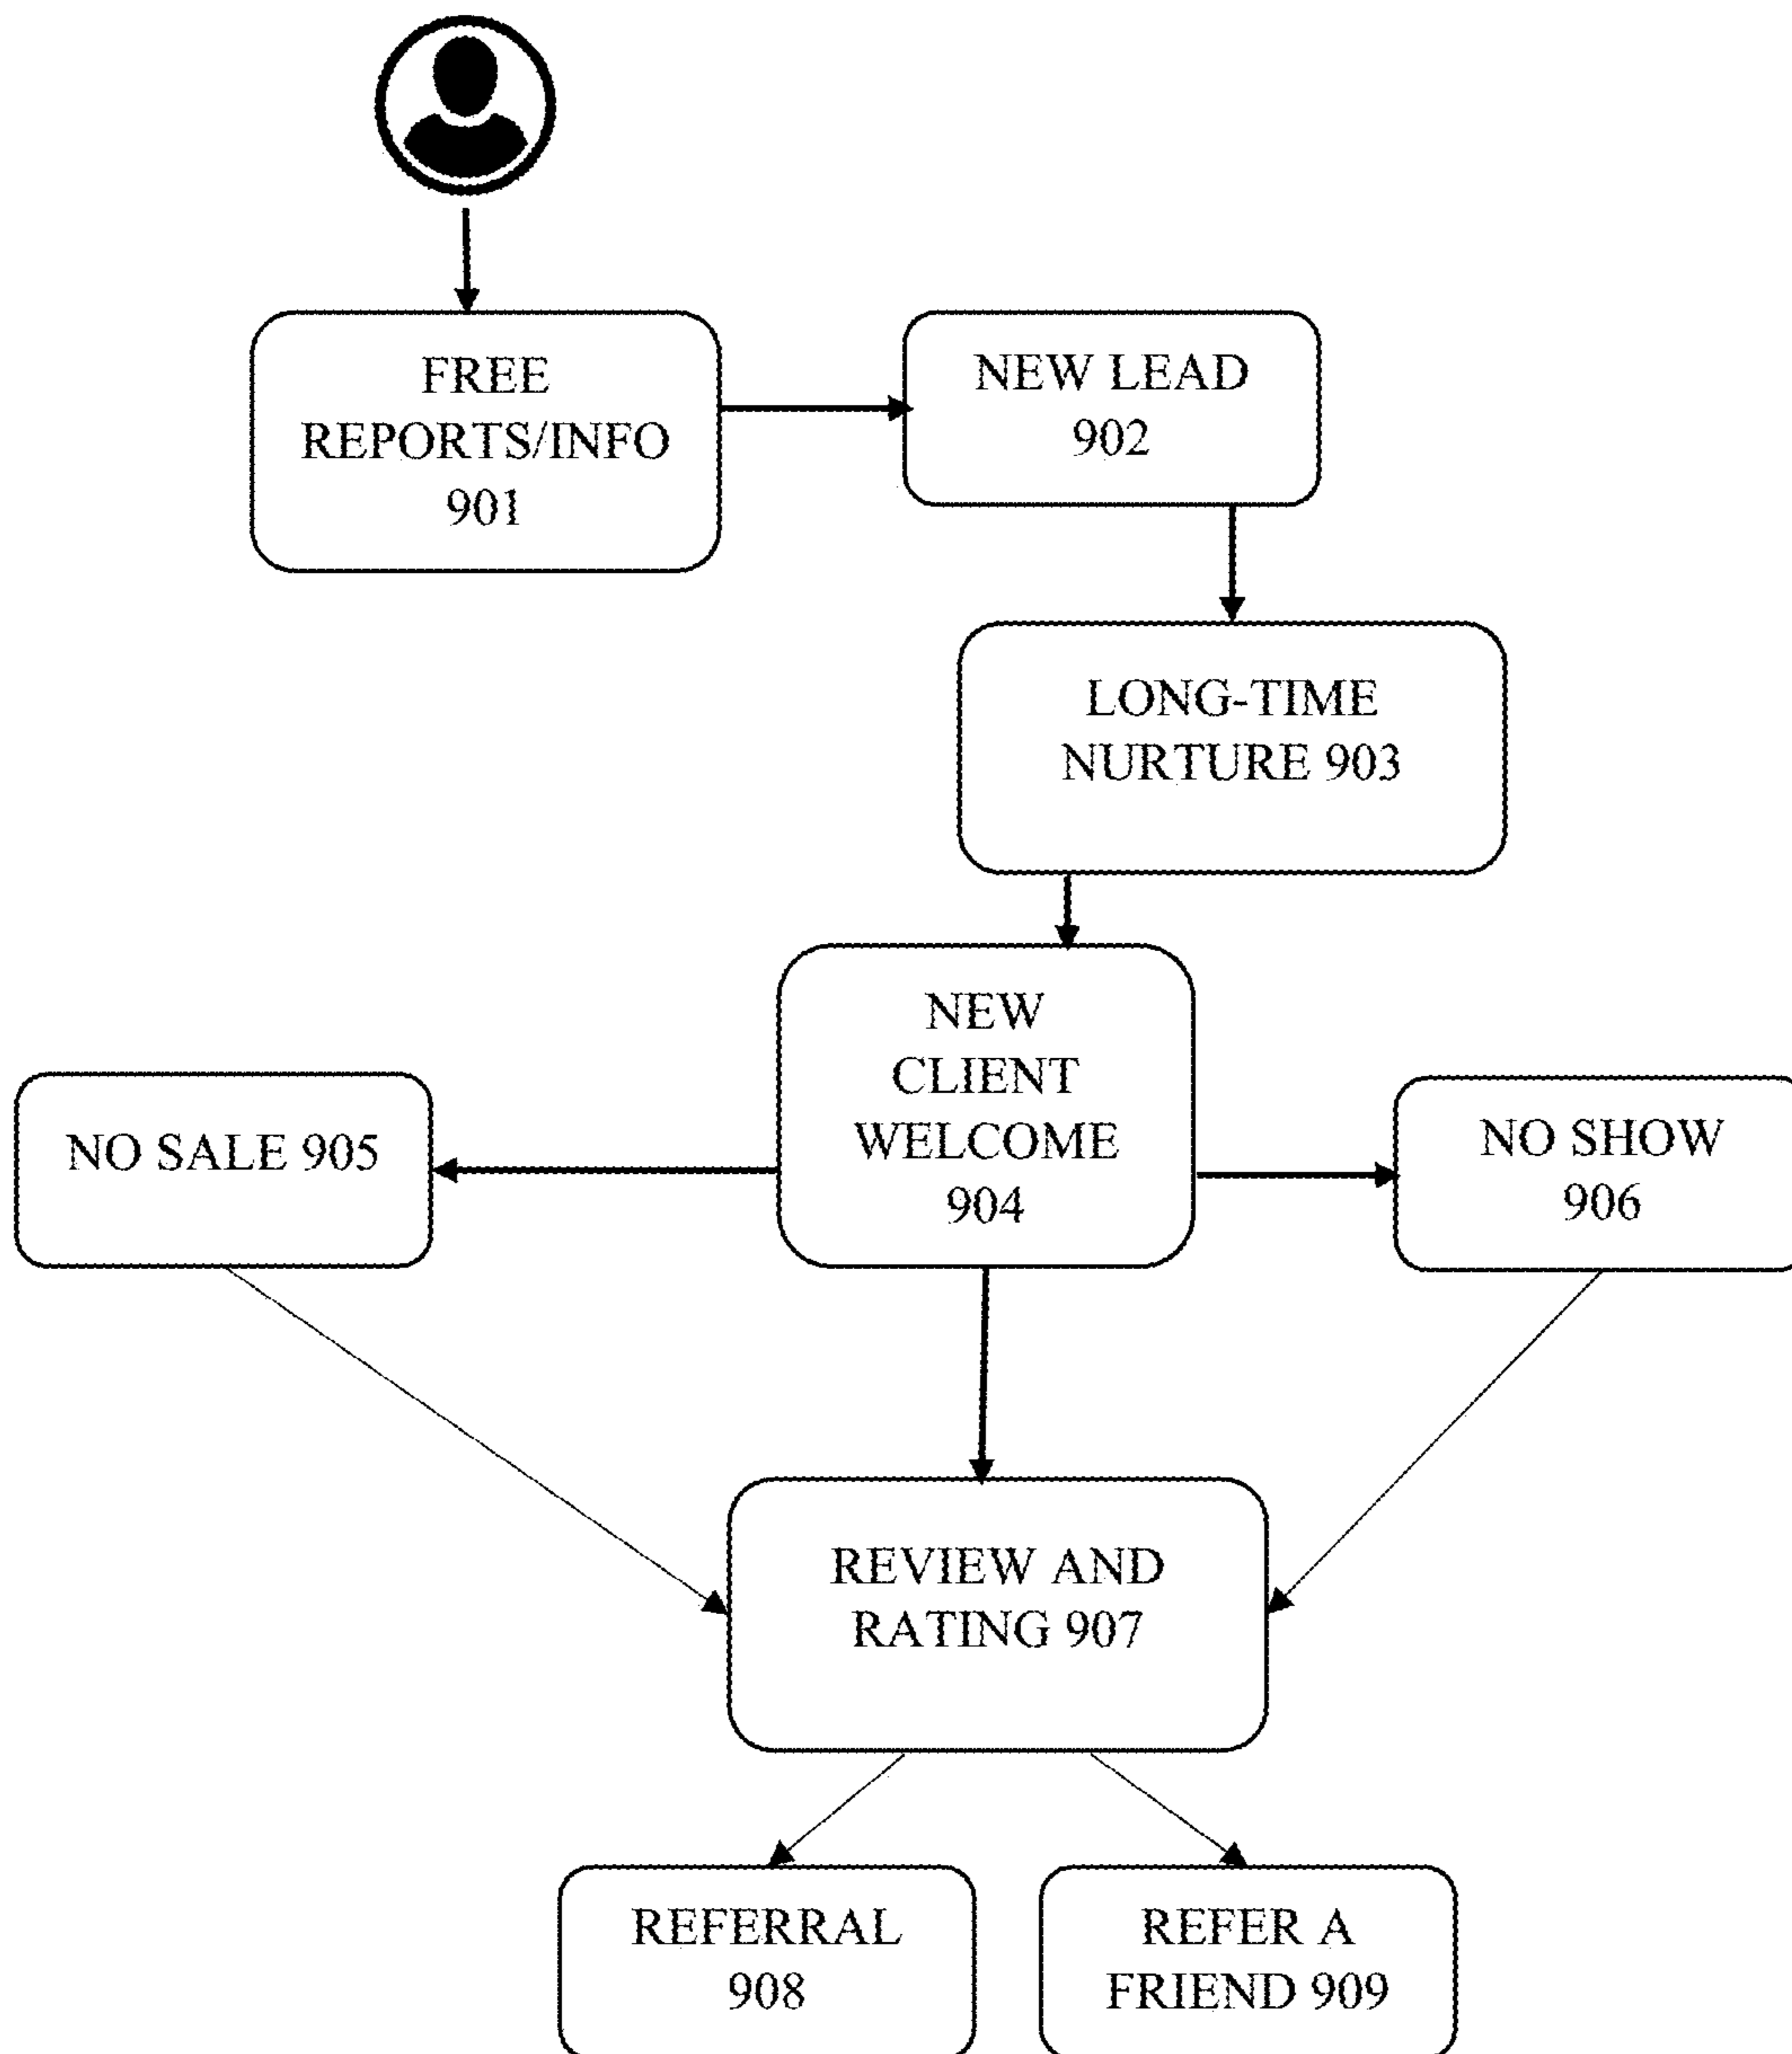 FREE
REPORTS/INFO
901
NEW LEAD
902
LONG-TIME
NURTURE 903
NEW
CLIENT
WELCOME
904
NO SALE 905
NO SHOW
906
REVIEW AND
RATING 907
REFERRAL
908
REFER A
FRIEND 909